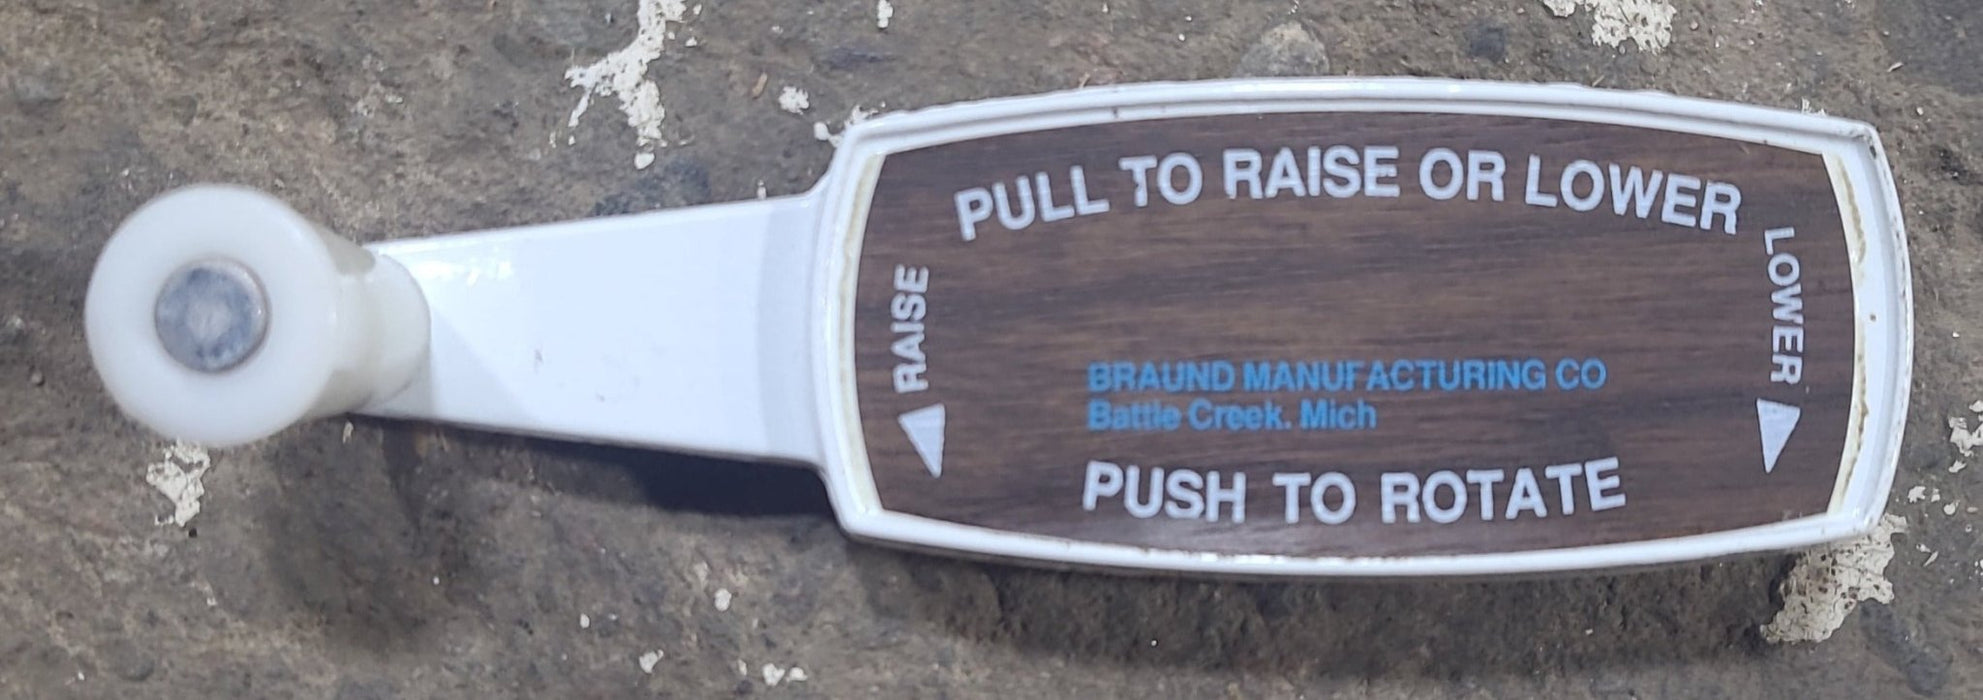 PULL TO RAISE OR LOWER
RAISE
LOWER
BRAUND MANUFACTURING CO
Battle Creek. Mich
PUSH TO ROTATE